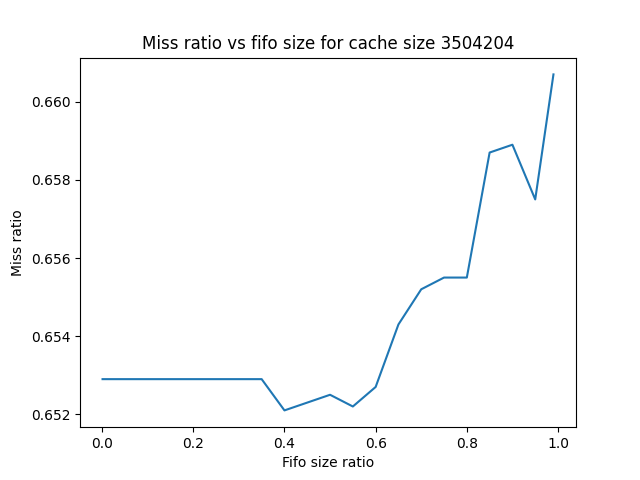 Miss ratio vs fifo size for cache size 3504204
0.660
0.658
0.656
0.654
0.652
Miss ratio
0.0 0.2 0.4 0.6 0.8 1.0
Fifo size ratio